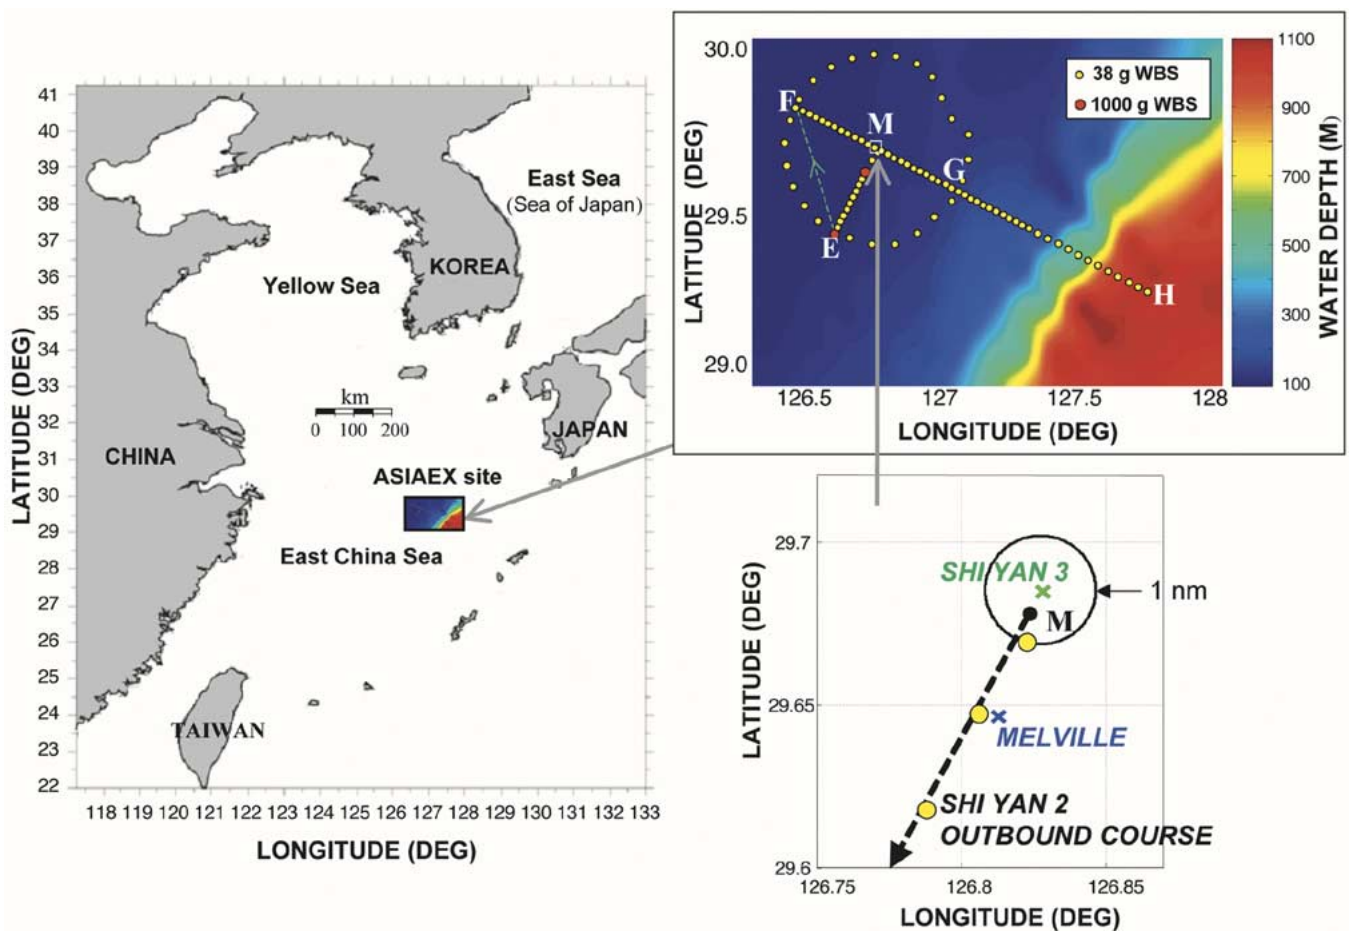 41
40
39
38
37
36
35
34
33
32
31
30
29
28
27
26
25
24
23
22
LATITUDE (DEG)
118 119 120 121 122 123 124 125 126 127 128 129 130 131 132 133
LONGITUDE (DEG)
East Sea
(Sea of Japan)
KOREA
Yellow Sea
km
0 100 200
JAPAN
CHINA
ASIAEX site
East China Sea
TAIWAN
30.0
29.5
29.0
LATITUDE (DEG)
126.5 127 127.5 128
LONGITUDE (DEG)
38 g WBS
1000 g WBS
F
M
G
E
H
1100
900
700
500
300
100
WATER DEPTH (M)
29.7
29.65
29.6
LATITUDE (DEG)
126.75 126.8 126.85
LONGITUDE (DEG)
SHI YAN 3
1 nm
M
MELVILLE
SHI YAN 2
OUTBOUND COURSE